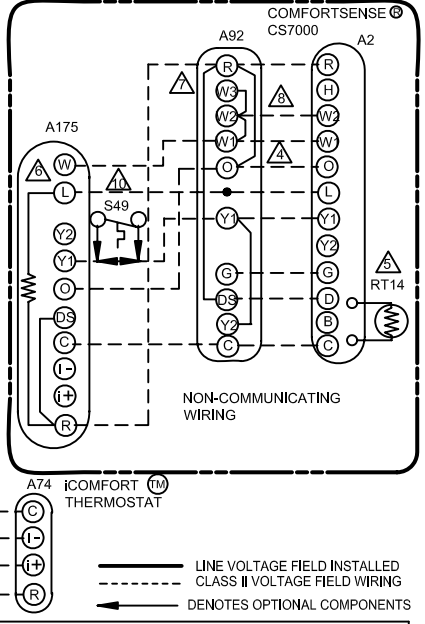 COMFORTSENSE ®
CS7000
A92
A2
R
R
7
H
W3
8
W2
W2
A175
W1
W1
4
6
W
O
O
10
L
L
S49
Y1
Y1
Y2
Y2
Y1
5
G
G
RT14
O
DS
D
DS
Y2
B
C
C
C
i-
i+
NON-COMMUNICATING
WIRING
R
A74
iCOMFORT TM
THERMOSTAT
C
i-
i+
LINE VOLTAGE FIELD INSTALLED
CLASS II VOLTAGE FIELD WIRING
R
DENOTES OPTIONAL COMPONENTS